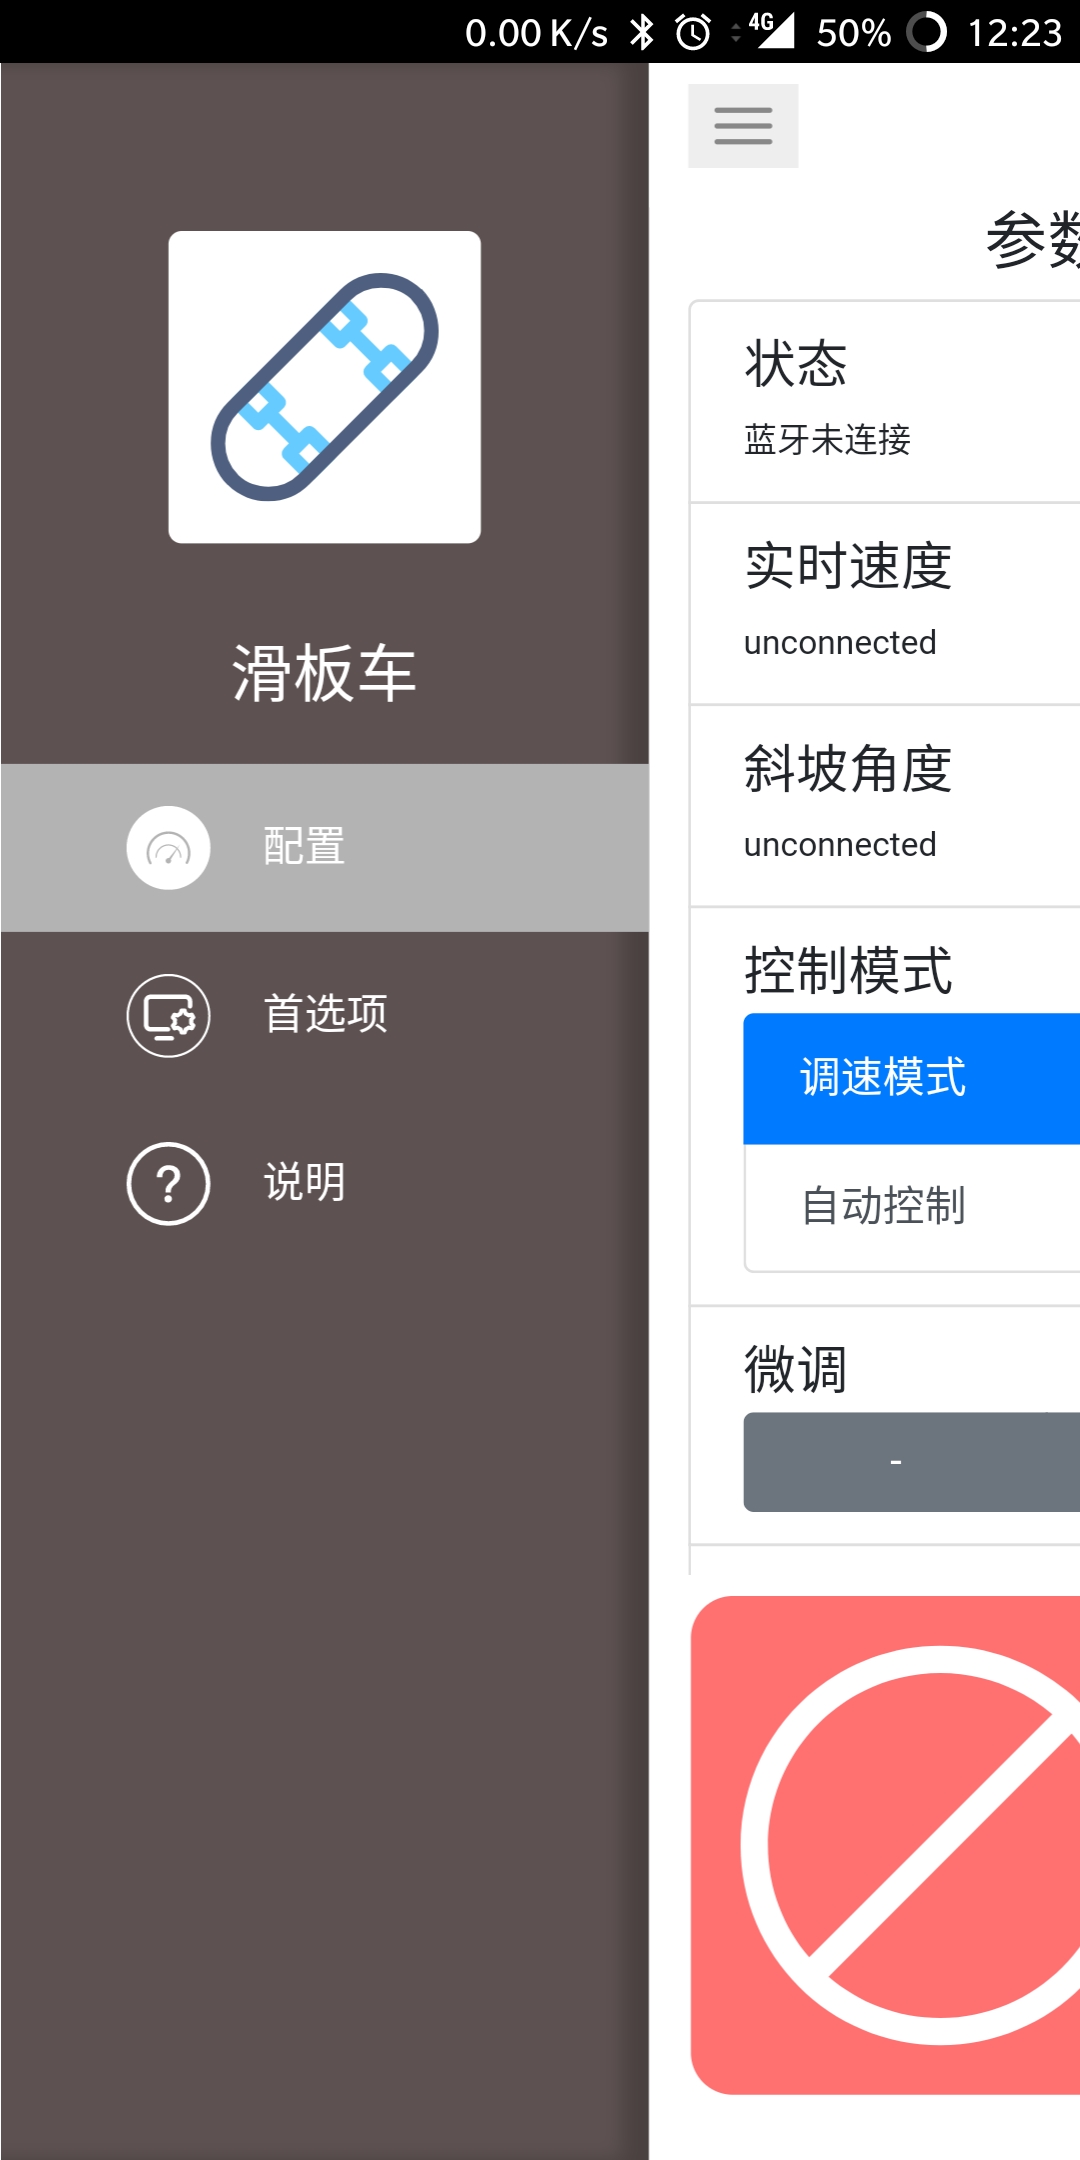 0.00 K/s 4G 50% 12:23
滑板车
配置
首选项
?
说明
参数
状态
蓝牙未连接
实时速度
unconnected
斜坡角度
unconnected
控制模式
调速模式
自动控制
微调
-